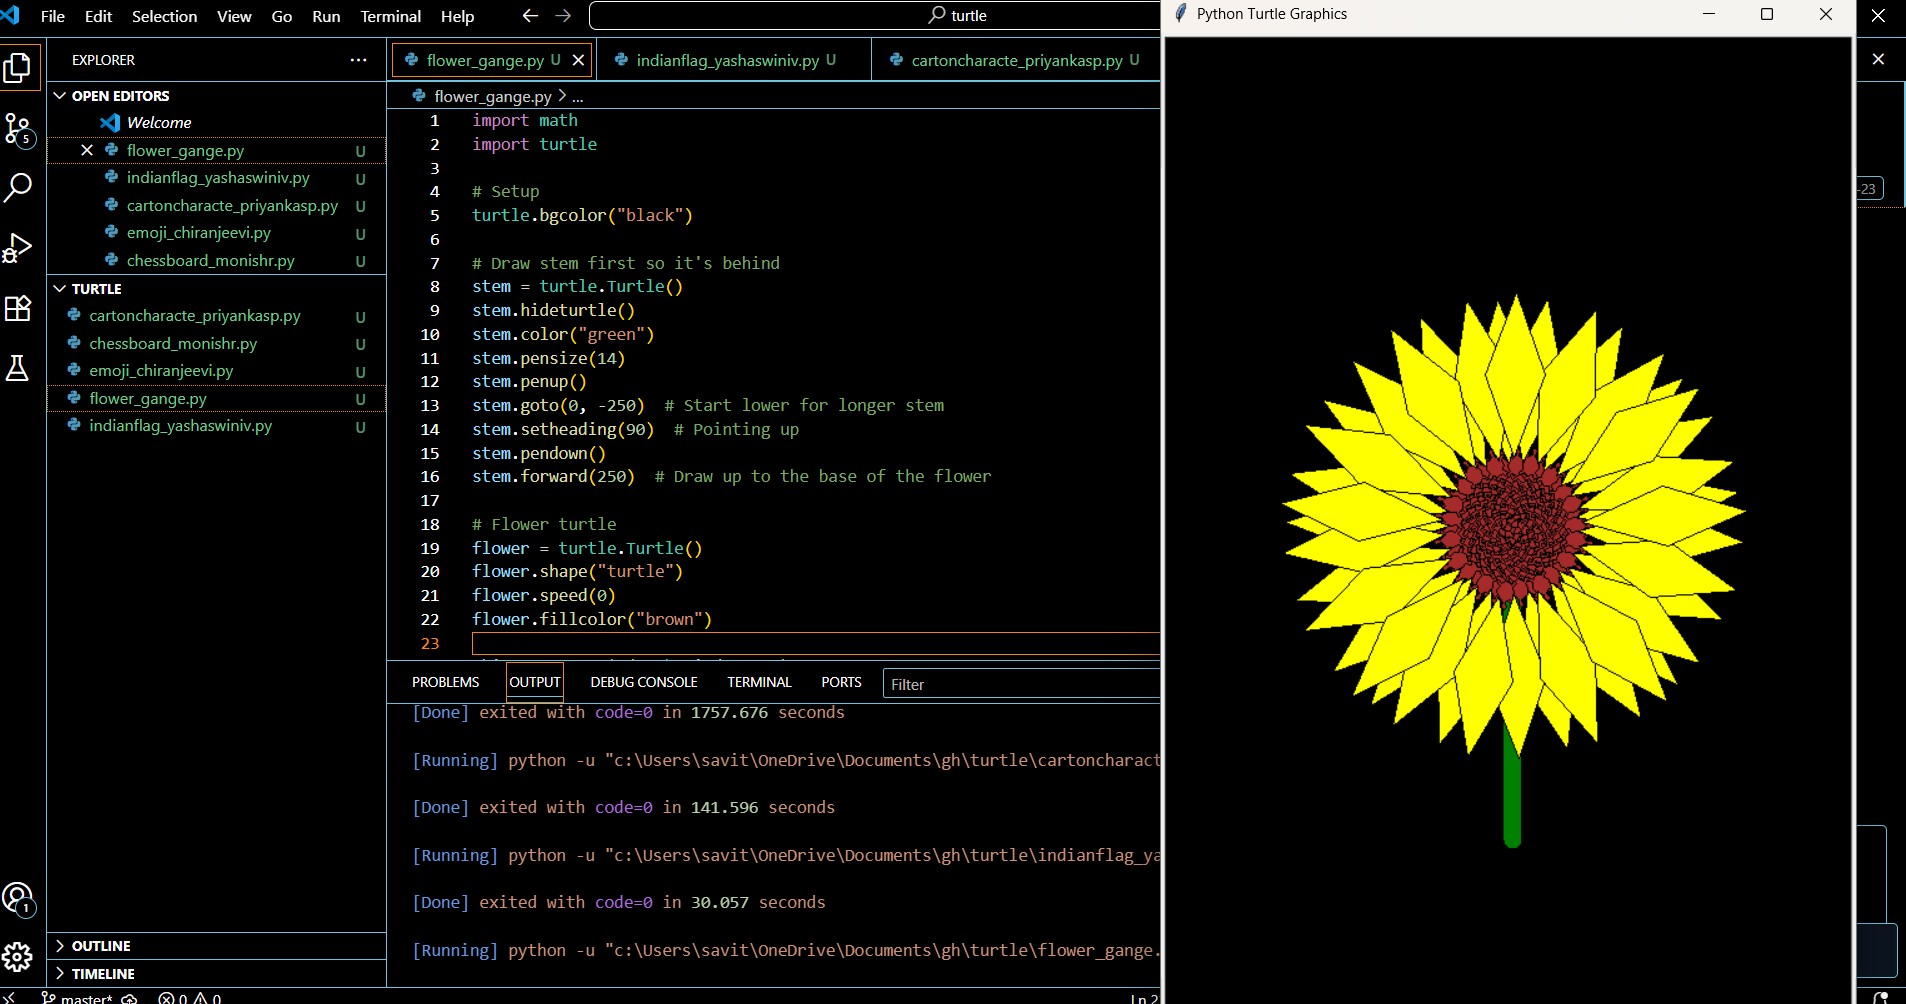 File Edit Selection View Go Run Terminal Help
turtle
Python Turtle Graphics
EXPLORER
OPEN EDITORS
Welcome
flower_gange.py U
indianflag_yashaswiniv.py U
cartoncharacte_priyankasp.py U
emoji_chiranjeevi.py U
chessboard_monishr.py U
TURTLE
cartoncharacte_priyankasp.py U
chessboard_monishr.py U
emoji_chiranjeevi.py U
flower_gange.py U
indianflag_yashaswiniv.py U
OUTLINE
TIMELINE
5
1
flower_gange.py U
indianflag_yashaswiniv.py U
cartoncharacte_priyankasp.py U
flower_gange.py > ...
1 import math
2 import turtle
3
4 # Setup
5 turtle.bgcolor("black")
6
7 # Draw stem first so it's behind
8 stem = turtle.Turtle()
9 stem.hideturtle()
10 stem.color("green")
11 stem.pensize(14)
12 stem.penup()
13 stem.goto(0, -250)  # Start lower for longer stem
14 stem.setheading(90)  # Pointing up
15 stem.pendown()
16 stem.forward(250)  # Draw up to the base of the flower
17
18 # Flower turtle
19 flower = turtle.Turtle()
20 flower.shape("turtle")
21 flower.speed(0)
22 flower.fillcolor("brown")
23
PROBLEMS OUTPUT DEBUG CONSOLE TERMINAL PORTS
Filter
[Done] exited with code=0 in 1757.676 seconds
[Running] python -u "c:\Users\savit\OneDrive\Documents\gh\turtle\cartoncharact
[Done] exited with code=0 in 141.596 seconds
[Running] python -u "c:\Users\savit\OneDrive\Documents\gh\turtle\indianflag_ya
[Done] exited with code=0 in 30.057 seconds
[Running] python -u "c:\Users\savit\OneDrive\Documents\gh\turtle\flower_gange.
-23
master* 0 0
Ln 2